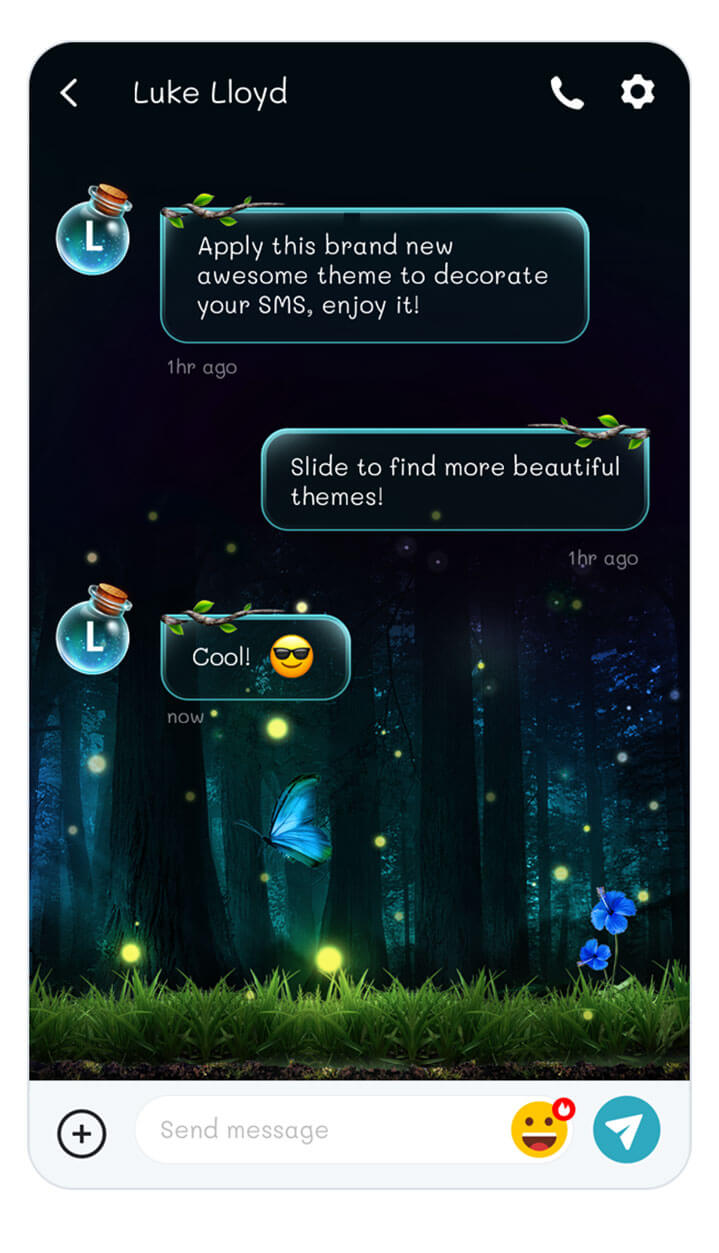 Luke Lloyd
L
Apply this brand new
awesome theme to decorate
your SMS, enjoy it!
1hr ago
Slide to find more beautiful
themes!
1hr ago
L
Cool! 😎
now
Send message